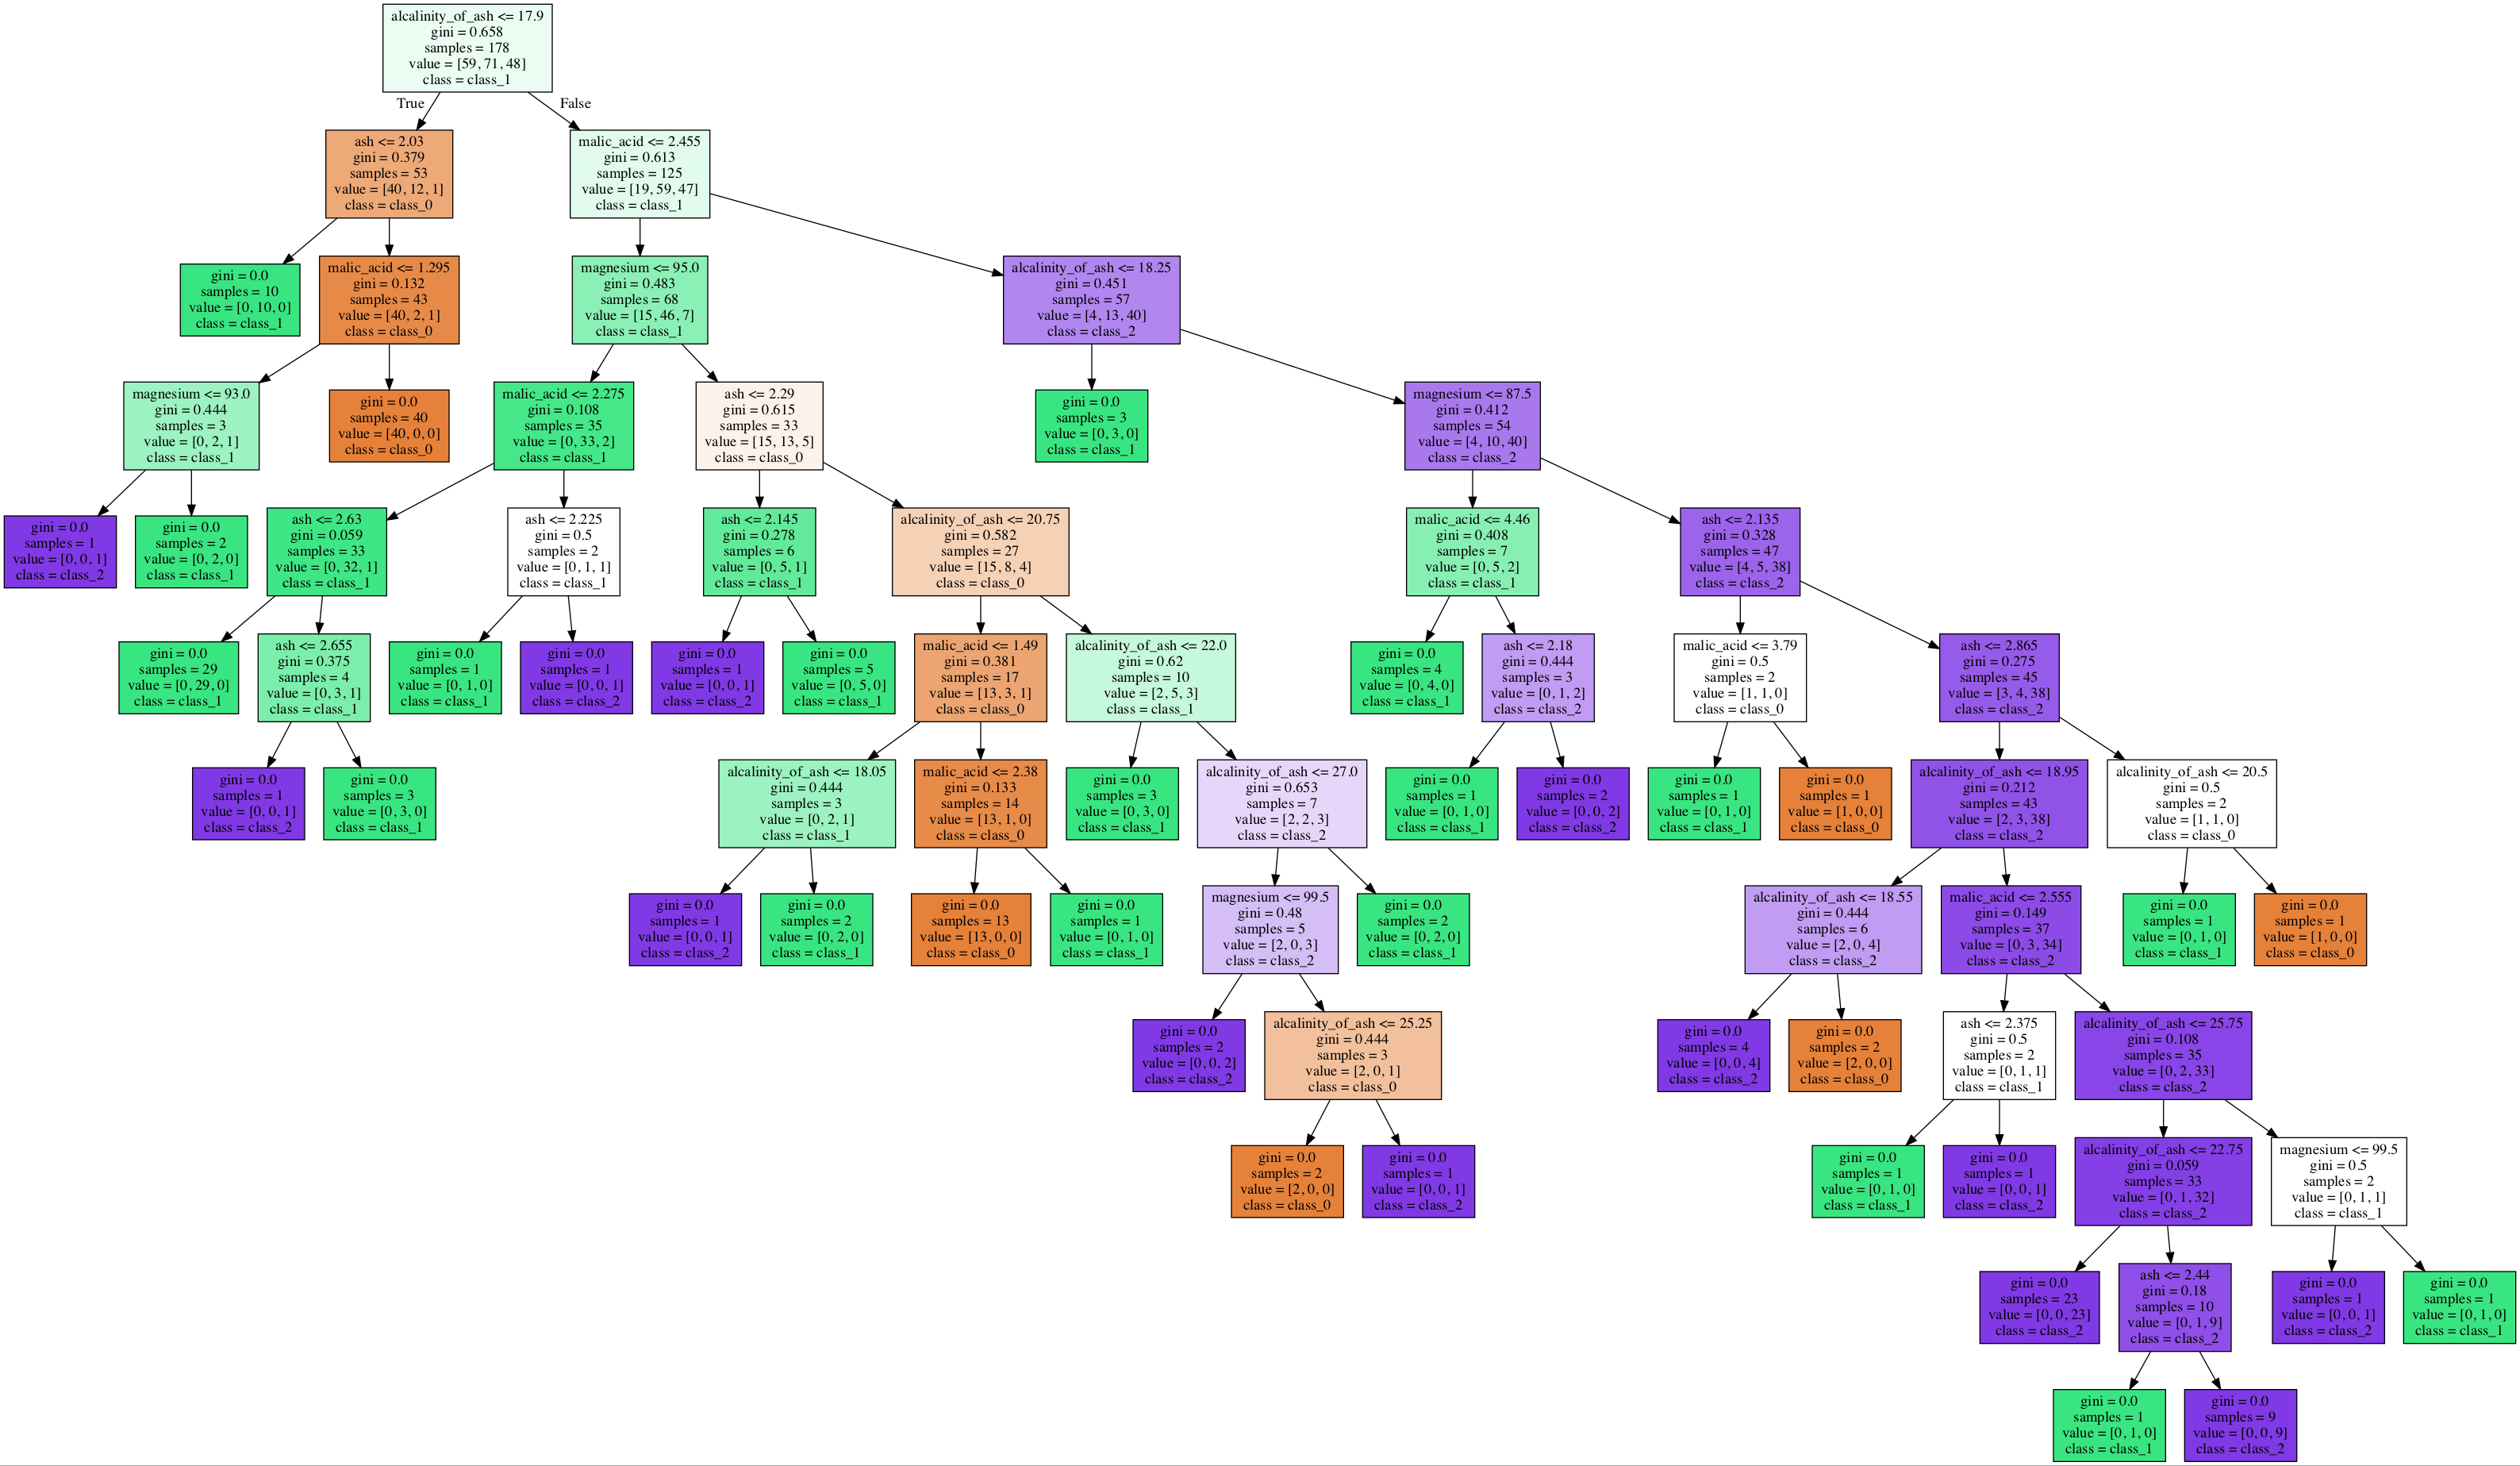 alcalinity_of_ash <= 17.9
gini = 0.658
samples = 178
value = [59, 71, 48]
class = class_1
True
False
ash <= 2.03
gini = 0.379
samples = 53
value = [40, 12, 1]
class = class_0
malic_acid <= 2.455
gini = 0.613
samples = 125
value = [19, 59, 47]
class = class_1
gini = 0.0
samples = 10
value = [0, 10, 0]
class = class_1
malic_acid <= 1.295
gini = 0.132
samples = 43
value = [40, 2, 1]
class = class_0
magnesium <= 95.0
gini = 0.483
samples = 68
value = [15, 46, 7]
class = class_1
alcalinity_of_ash <= 18.25
gini = 0.451
samples = 57
value = [4, 13, 40]
class = class_2
magnesium <= 93.0
gini = 0.444
samples = 3
value = [0, 2, 1]
class = class_1
gini = 0.0
samples = 40
value = [40, 0, 0]
class = class_0
malic_acid <= 2.275
gini = 0.108
samples = 35
value = [0, 33, 2]
class = class_1
ash <= 2.29
gini = 0.615
samples = 33
value = [15, 13, 5]
class = class_0
gini = 0.0
samples = 3
value = [0, 3, 0]
class = class_1
magnesium <= 87.5
gini = 0.412
samples = 54
value = [4, 10, 40]
class = class_2
gini = 0.0
samples = 1
value = [0, 0, 1]
class = class_2
gini = 0.0
samples = 2
value = [0, 2, 0]
class = class_1
ash <= 2.63
gini = 0.059
samples = 33
value = [0, 32, 1]
class = class_1
ash <= 2.225
gini = 0.5
samples = 2
value = [0, 1, 1]
class = class_1
ash <= 2.145
gini = 0.278
samples = 6
value = [0, 5, 1]
class = class_1
alcalinity_of_ash <= 20.75
gini = 0.582
samples = 27
value = [15, 8, 4]
class = class_0
malic_acid <= 4.46
gini = 0.408
samples = 7
value = [0, 5, 2]
class = class_1
ash <= 2.135
gini = 0.328
samples = 47
value = [4, 5, 38]
class = class_2
gini = 0.0
samples = 29
value = [0, 29, 0]
class = class_1
ash <= 2.655
gini = 0.375
samples = 4
value = [0, 3, 1]
class = class_1
gini = 0.0
samples = 1
value = [0, 1, 0]
class = class_1
gini = 0.0
samples = 1
value = [0, 0, 1]
class = class_2
gini = 0.0
samples = 1
value = [0, 0, 1]
class = class_2
gini = 0.0
samples = 5
value = [0, 5, 0]
class = class_1
malic_acid <= 1.49
gini = 0.381
samples = 17
value = [13, 3, 1]
class = class_0
alcalinity_of_ash <= 22.0
gini = 0.62
samples = 10
value = [2, 5, 3]
class = class_1
gini = 0.0
samples = 4
value = [0, 4, 0]
class = class_1
ash <= 2.18
gini = 0.444
samples = 3
value = [0, 1, 2]
class = class_2
malic_acid <= 3.79
gini = 0.5
samples = 2
value = [1, 1, 0]
class = class_0
ash <= 2.865
gini = 0.275
samples = 45
value = [3, 4, 38]
class = class_2
gini = 0.0
samples = 1
value = [0, 0, 1]
class = class_2
gini = 0.0
samples = 3
value = [0, 3, 0]
class = class_1
alcalinity_of_ash <= 18.05
gini = 0.444
samples = 3
value = [0, 2, 1]
class = class_1
malic_acid <= 2.38
gini = 0.133
samples = 14
value = [13, 1, 0]
class = class_0
gini = 0.0
samples = 3
value = [0, 3, 0]
class = class_1
alcalinity_of_ash <= 27.0
gini = 0.653
samples = 7
value = [2, 2, 3]
class = class_2
gini = 0.0
samples = 1
value = [0, 1, 0]
class = class_1
gini = 0.0
samples = 2
value = [0, 0, 2]
class = class_2
gini = 0.0
samples = 1
value = [0, 1, 0]
class = class_1
gini = 0.0
samples = 1
value = [1, 0, 0]
class = class_0
alcalinity_of_ash <= 18.95
gini = 0.212
samples = 43
value = [2, 3, 38]
class = class_2
alcalinity_of_ash <= 20.5
gini = 0.5
samples = 2
value = [1, 1, 0]
class = class_0
gini = 0.0
samples = 1
value = [0, 0, 1]
class = class_2
gini = 0.0
samples = 2
value = [0, 2, 0]
class = class_1
gini = 0.0
samples = 13
value = [13, 0, 0]
class = class_0
gini = 0.0
samples = 1
value = [0, 1, 0]
class = class_1
magnesium <= 99.5
gini = 0.48
samples = 5
value = [2, 0, 3]
class = class_2
gini = 0.0
samples = 2
value = [0, 2, 0]
class = class_1
alcalinity_of_ash <= 18.55
gini = 0.444
samples = 6
value = [2, 0, 4]
class = class_2
malic_acid <= 2.555
gini = 0.149
samples = 37
value = [0, 3, 34]
class = class_2
gini = 0.0
samples = 1
value = [0, 1, 0]
class = class_1
gini = 0.0
samples = 1
value = [1, 0, 0]
class = class_0
gini = 0.0
samples = 2
value = [0, 0, 2]
class = class_2
alcalinity_of_ash <= 25.25
gini = 0.444
samples = 3
value = [2, 0, 1]
class = class_0
gini = 0.0
samples = 4
value = [0, 0, 4]
class = class_2
gini = 0.0
samples = 2
value = [2, 0, 0]
class = class_0
ash <= 2.375
gini = 0.5
samples = 2
value = [0, 1, 1]
class = class_1
alcalinity_of_ash <= 25.75
gini = 0.108
samples = 35
value = [0, 2, 33]
class = class_2
gini = 0.0
samples = 2
value = [2, 0, 0]
class = class_0
gini = 0.0
samples = 1
value = [0, 0, 1]
class = class_2
gini = 0.0
samples = 1
value = [0, 1, 0]
class = class_1
gini = 0.0
samples = 1
value = [0, 0, 1]
class = class_2
alcalinity_of_ash <= 22.75
gini = 0.059
samples = 33
value = [0, 1, 32]
class = class_2
magnesium <= 99.5
gini = 0.5
samples = 2
value = [0, 1, 1]
class = class_1
gini = 0.0
samples = 23
value = [0, 0, 23]
class = class_2
ash <= 2.44
gini = 0.18
samples = 10
value = [0, 1, 9]
class = class_2
gini = 0.0
samples = 1
value = [0, 0, 1]
class = class_2
gini = 0.0
samples = 1
value = [0, 1, 0]
class = class_1
gini = 0.0
samples = 1
value = [0, 1, 0]
class = class_1
gini = 0.0
samples = 9
value = [0, 0, 9]
class = class_2